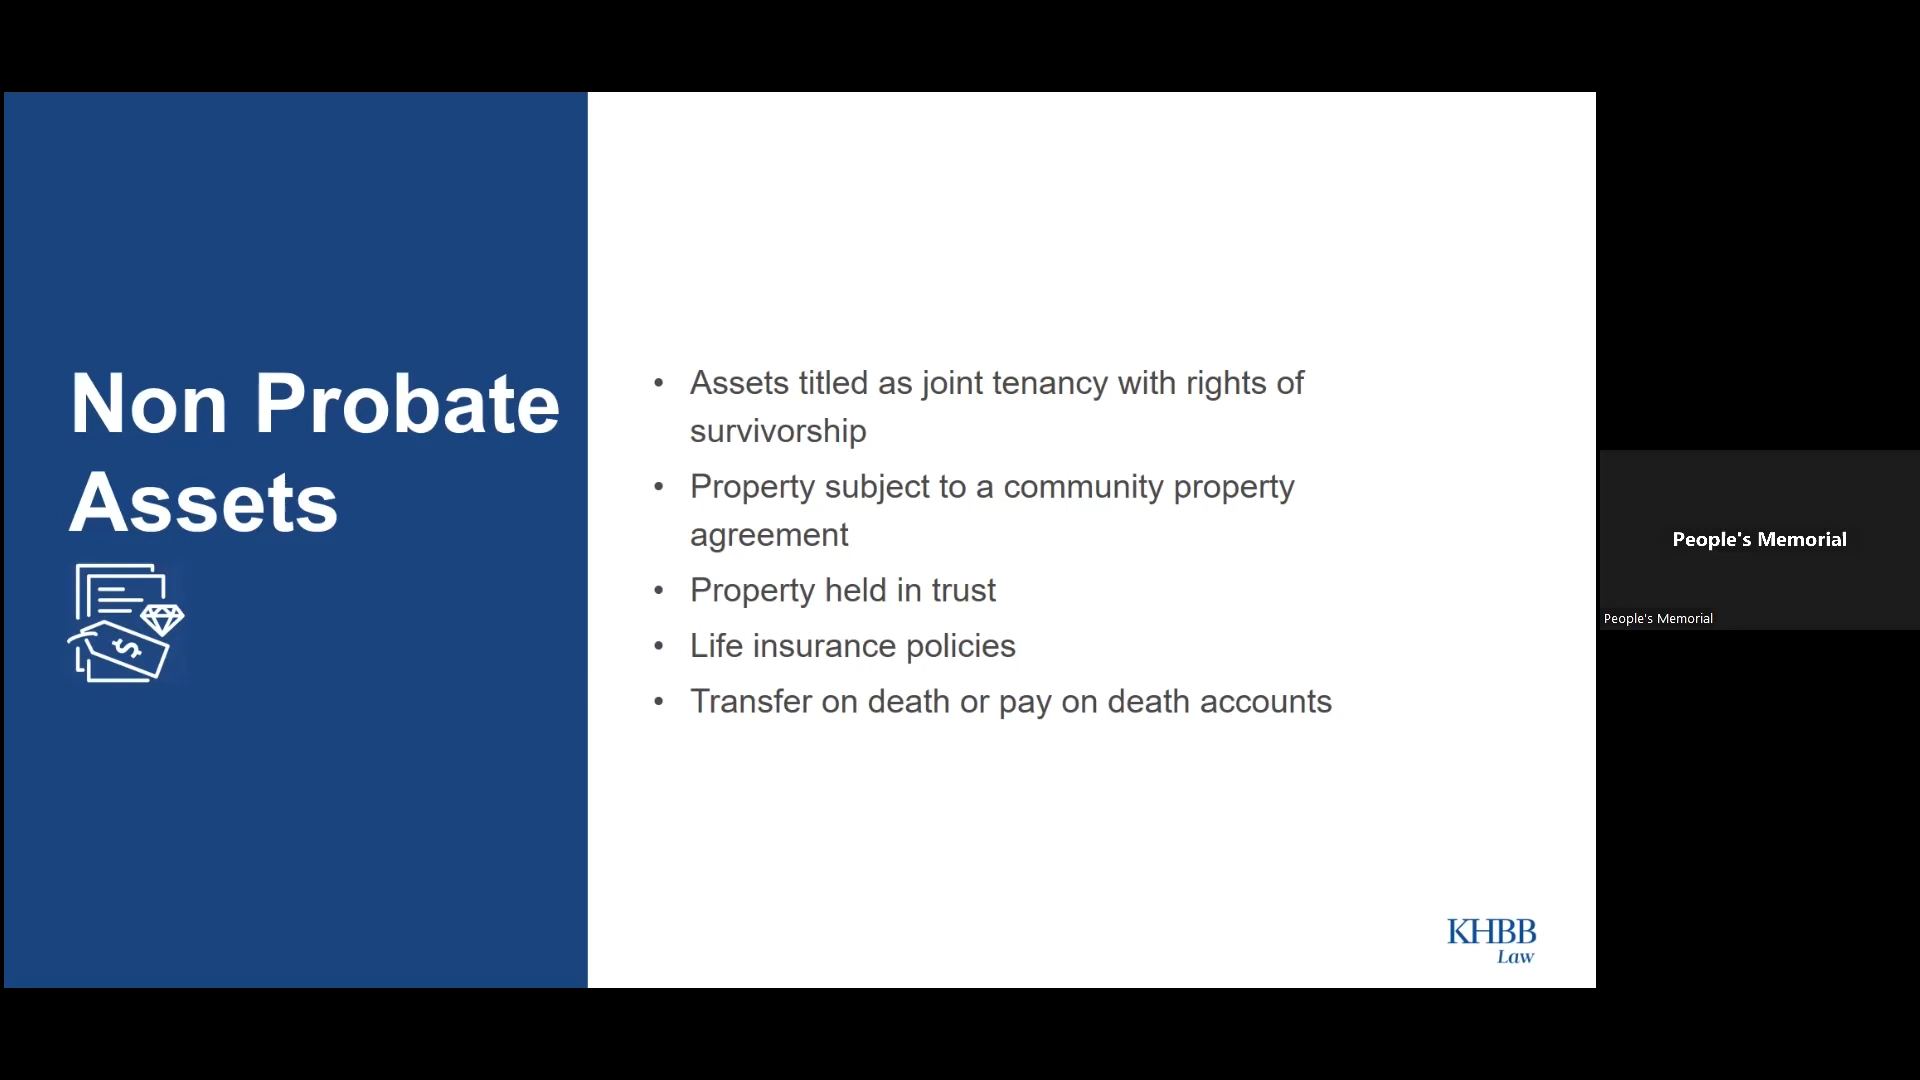 Non Probate
Assets
$
• Assets titled as joint tenancy with rights of
survivorship
• Property subject to a community property
agreement
• Property held in trust
• Life insurance policies
• Transfer on death or pay on death accounts
KHBB
Law
People's Memorial
People's Memorial